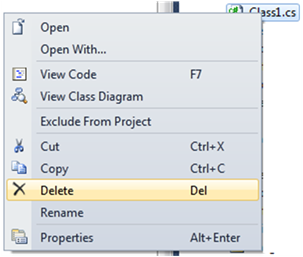 Class1.cs
Open
Open With...
View Code F7
View Class Diagram
Exclude From Project
Cut Ctrl+X
Copy Ctrl+C
Delete Del
Rename
Properties Alt+Enter